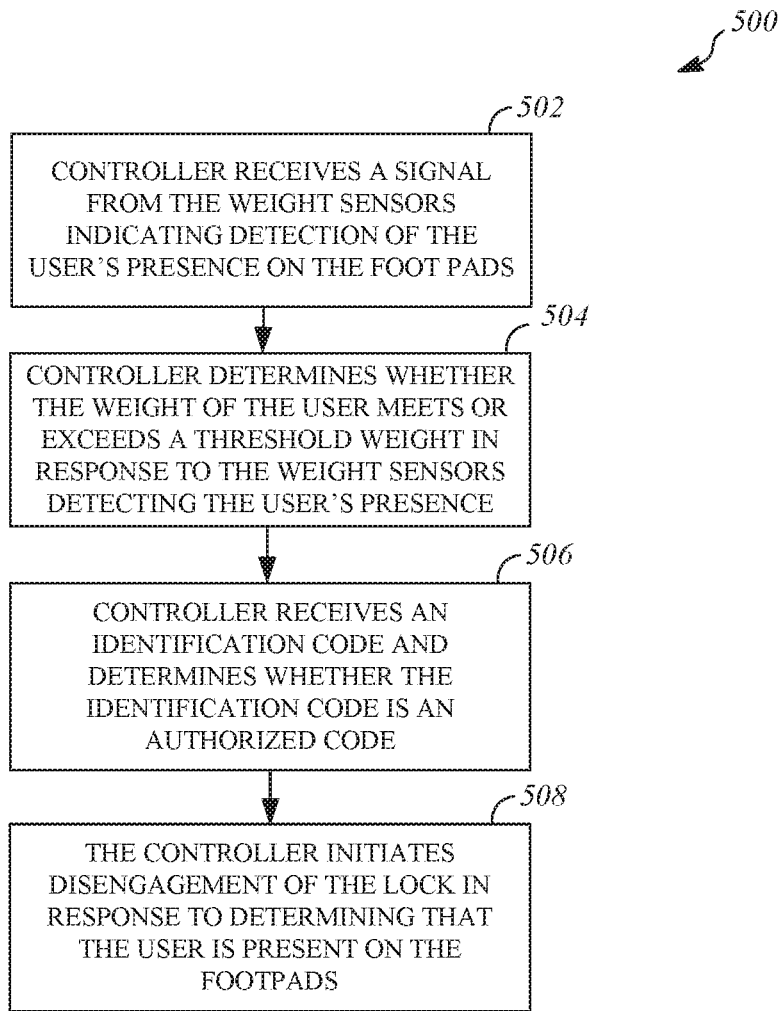 500
502
CONTROLLER RECEIVES A SIGNAL
FROM THE WEIGHT SENSORS
INDICATING DETECTION OF THE
USER'S PRESENCE ON THE FOOT PADS
504
CONTROLLER DETERMINES WHETHER
THE WEIGHT OF THE USER MEETS OR
EXCEEDS A THRESHOLD WEIGHT IN
RESPONSE TO THE WEIGHT SENSORS
DETECTING THE USER'S PRESENCE
506
CONTROLLER RECEIVES AN
IDENTIFICATION CODE AND
DETERMINES WHETHER THE
IDENTIFICATION CODE IS AN
AUTHORIZED CODE
508
THE CONTROLLER INITIATES
DISENGAGEMENT OF THE LOCK IN
RESPONSE TO DETERMINING THAT
THE USER IS PRESENT ON THE
FOOTPADS